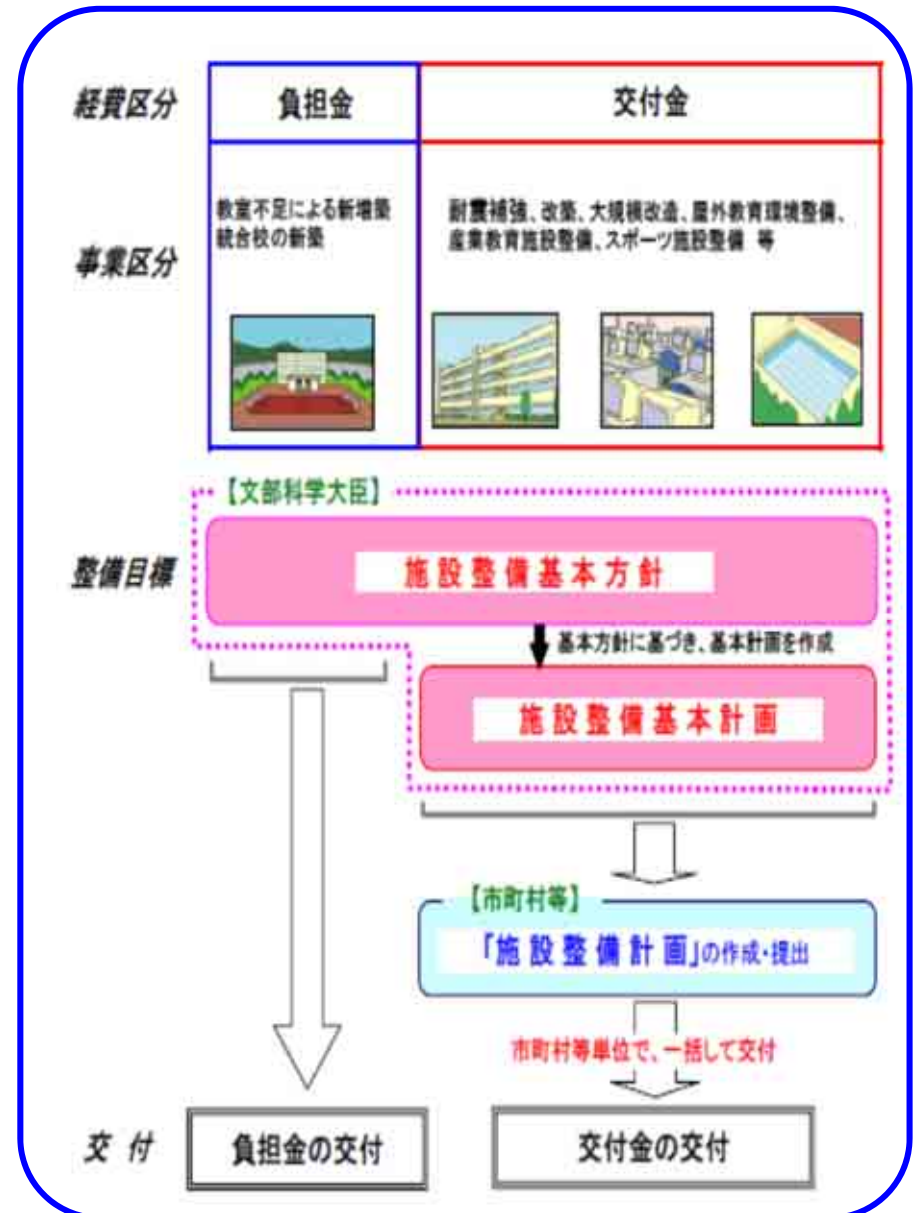 経費区分
負担金
交付金
事業区分
教室不足による新増築
統合校の新築
耐震補強、改築、大規模改造、屋外教育環境整備、
産業教育施設整備、スポーツ施設整備 等
【文部科学大臣】
整備目標
施設整備基本方針
基本方針に基づき、基本計画を作成
施設整備基本計画
【市町村等】
「施設整備計画」の作成・提出
市町村等単位で、一括して交付
交付
負担金の交付
交付金の交付